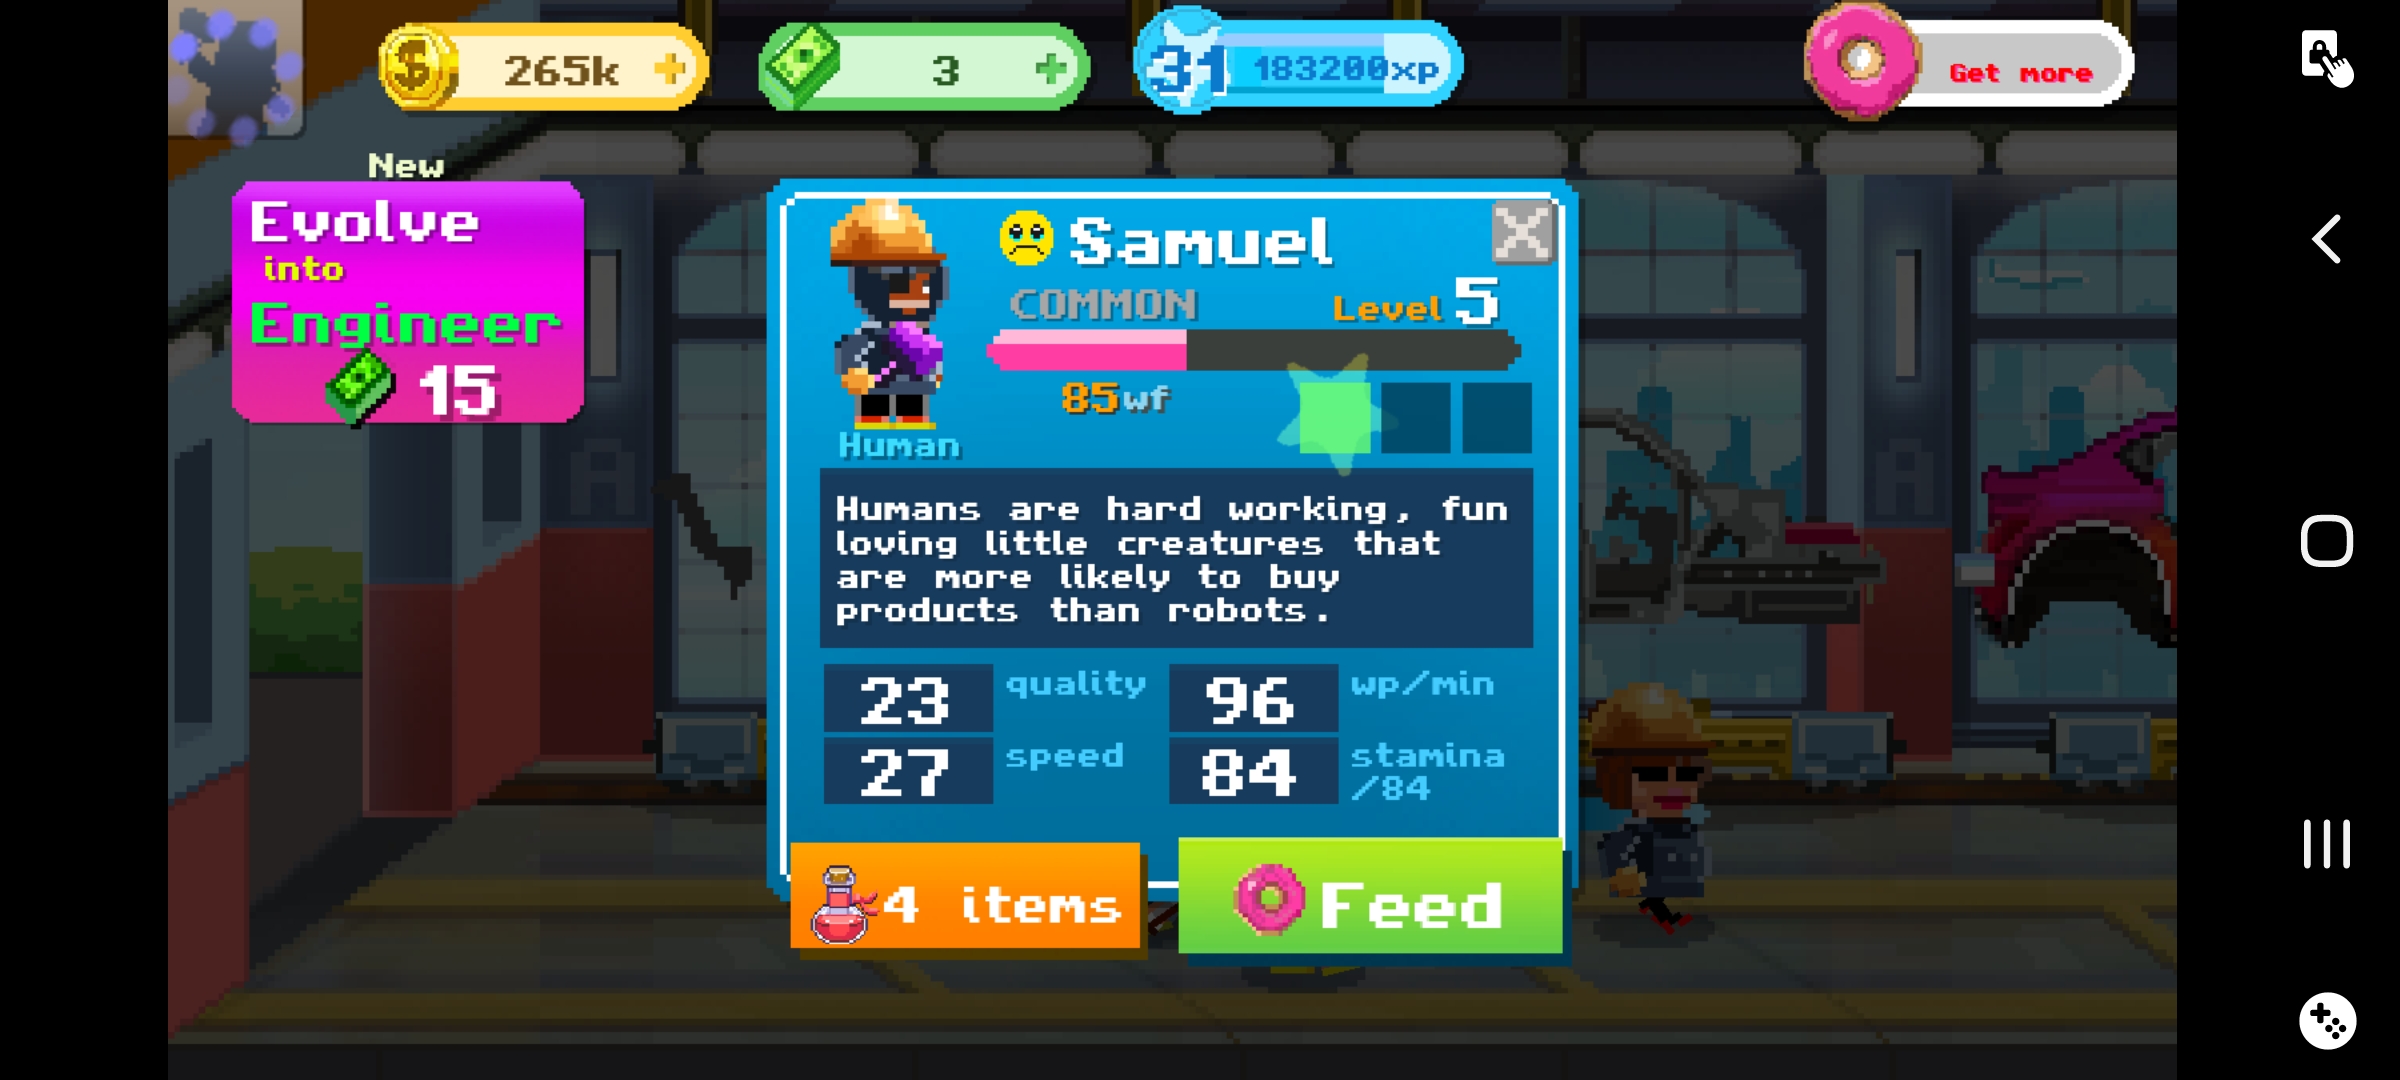 265k
3
31 183200xp
Get more
New
Evolve
into
Engineer
15
Samuel
COMMON
Level 5
85wf
Human
Humans are hard working, fun
loving little creatures that
are more likely to buy
products than robots.
23 quality 96 wp/min
27 speed 84 stamina
/84
4 items
Feed